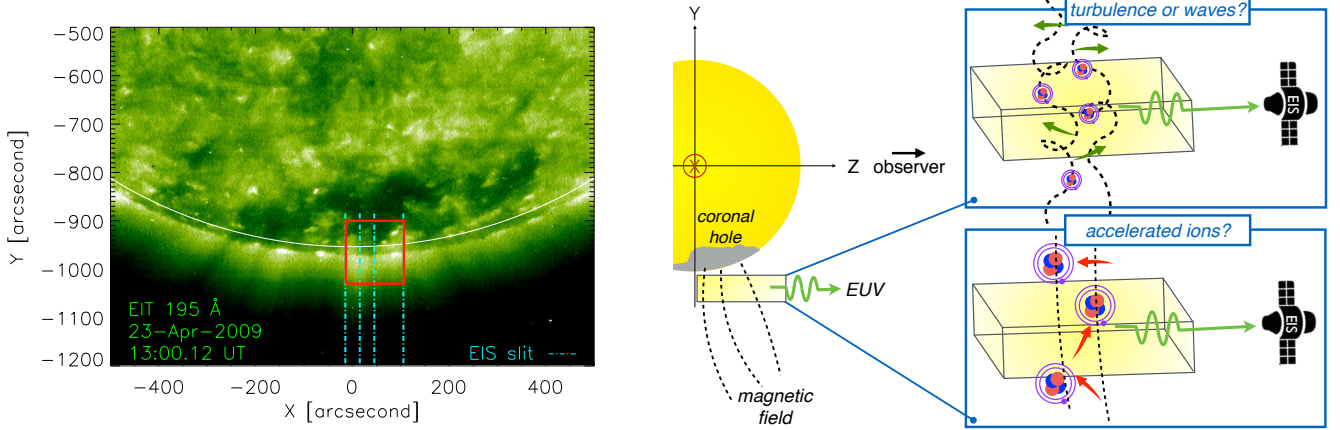 -500
-600
-700
-800
-900
-1000
-1100
-1200
Y [arcsecond]
EIT 195 Å
23-Apr-2009
13:00.12 UT
EIS slit
-400
-200
0
200
400
X [arcsecond]
Y
X
Z
observer
coronal
hole
EUV
magnetic
field
turbulence or waves?
EIS
accelerated ions?
EIS